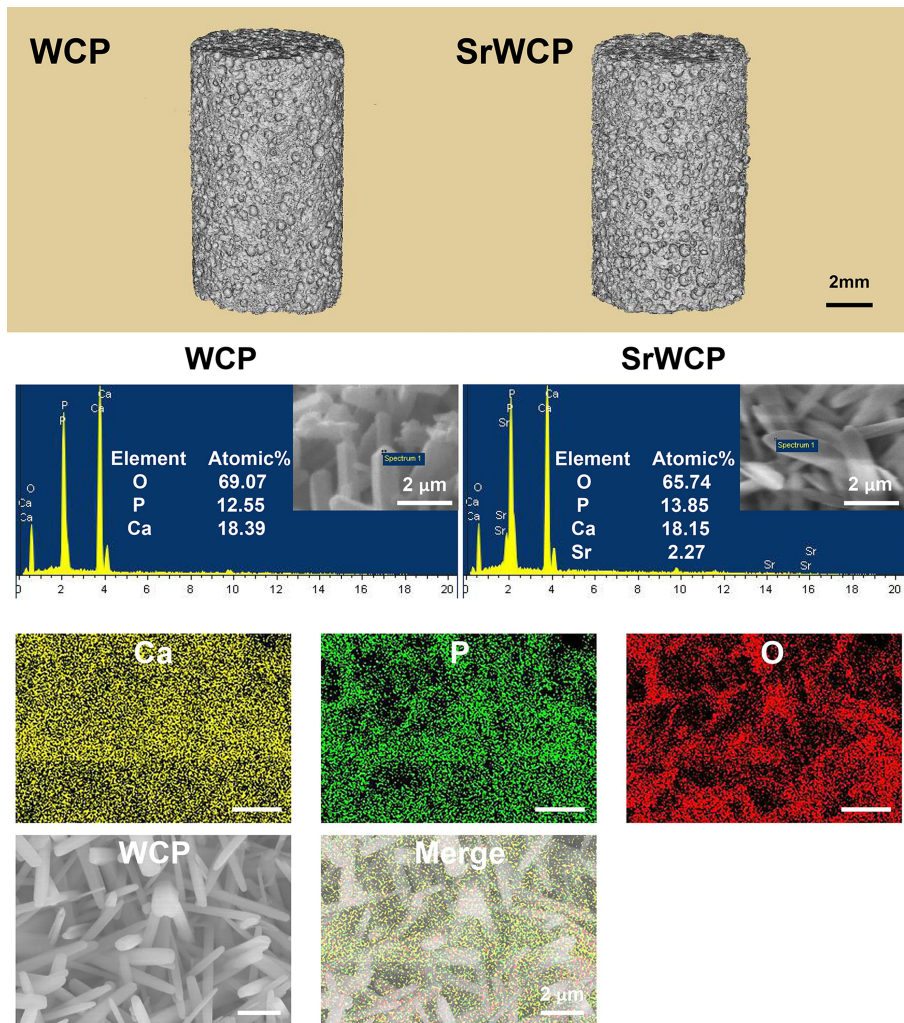 WCP
SrWCP
2mm
WCP
SrWCP
Ca
P
P
Ca
O
Ca
Ca
Element Atomic%
O 69.07
P 12.55
Ca 18.39
Spectrum 1
2 μm
0 2 4 6 8 10 12 14 16 18 20
P
Ca
P
Ca
Sr
O
Ca
Ca
Sr
Sr
Element Atomic%
O 65.74
P 13.85
Ca 18.15
Sr 2.27
Spectrum 1
2 μm
Sr
Sr
Sr
0 2 4 6 8 10 12 14 16 18 20
Ca
P
O
WCP
Merge
2 μm